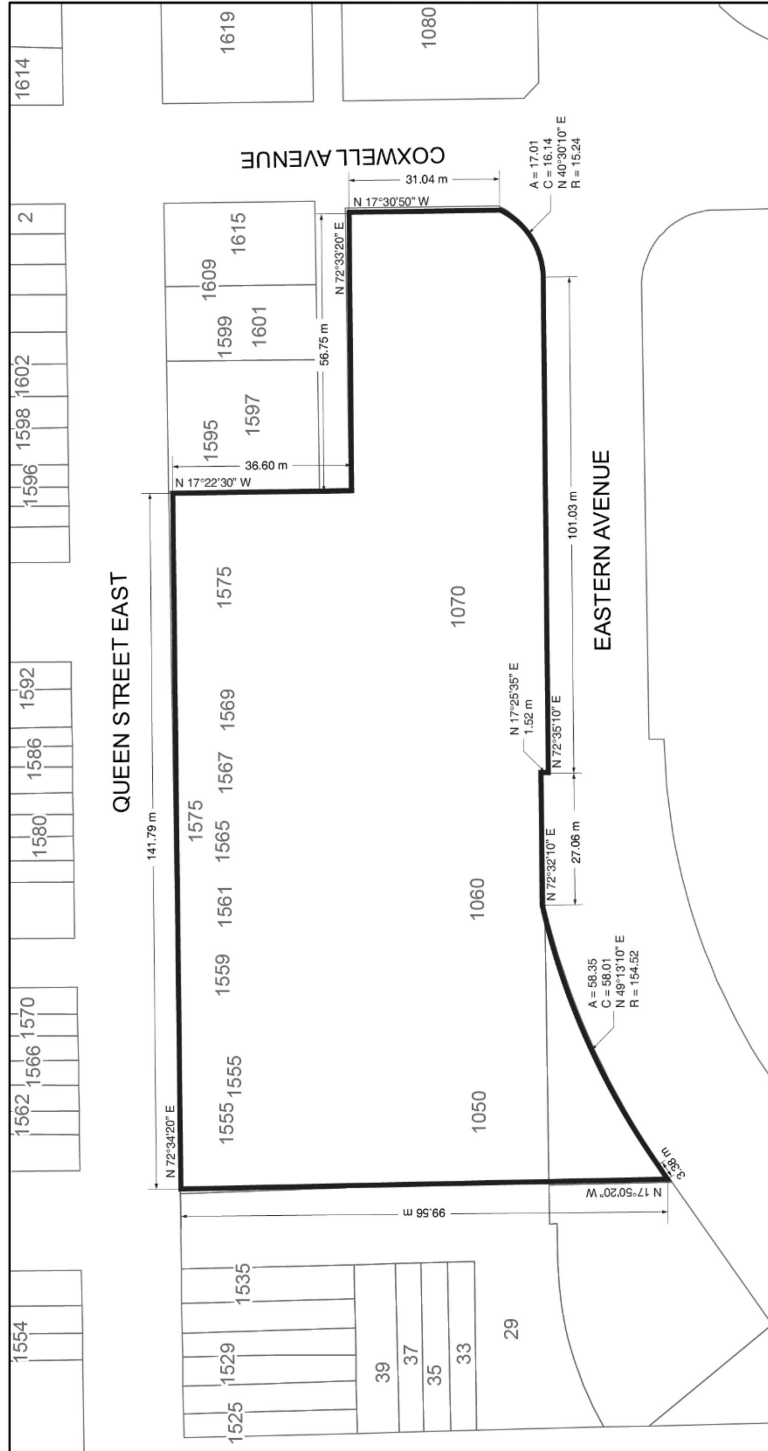 1614
1619
1080
COXWELL AVENUE
31.04 m
A = 17.01
C = 16.14
N 40°30'10" E
R = 15.24
N 17°30'50" W
N 72°33'20" E
56.75 m
2
1615
1609
1601
1599
1597
1595
1602
1598
1596
36.60 m
N 17°22'30" W
QUEEN STREET EAST
141.79 m
N 72°34'20" E
1592
1586
1580
1570
1566
1562
1554
1575
1569
1567
1575
1565
1561
1559
1555
1555
1070
1060
1050
101.03 m
EASTERN AVENUE
N 17°25'35" E
1.52 m
N 72°35'10" E
N 72°32'10" E
27.06 m
A = 58.35
C = 58.01
N 49°13'10" E
R = 154.52
3.38 m
N 17°50'20" W
99.56 m
1535
1529
1525
39
37
35
33
29